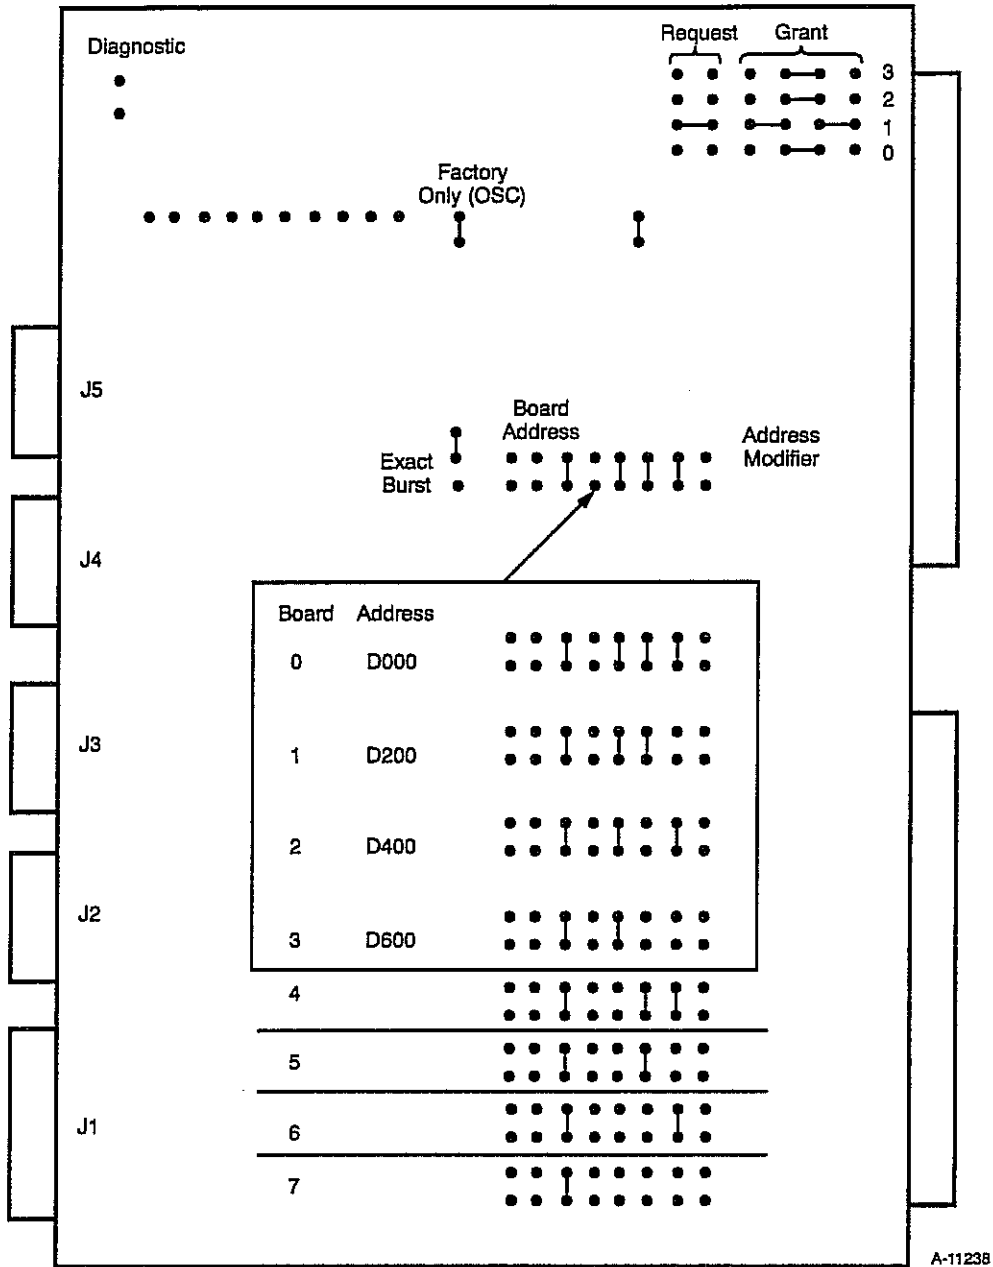 Diagnostic
Request Grant
3
2
1
0
Factory
Only (OSC)
J5
Board
Address
Address
Modifier
Exact
Burst
J4
Board Address
0 D000
J3
1 D200
2 D400
J2
3 D600
4
5
J1
6
7
A-11238